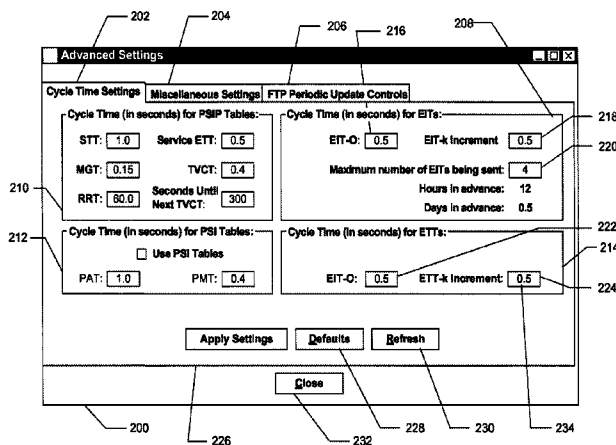 202
204
206
216
208
Advanced Settings
Cycle Time Settings
Miscellaneous Settings
FTP Periodic Update Controls
Cycle Time (in seconds) for PSIP Tables:
STT: 1.0
Service ETT: 0.5
MGT: 0.15
TVCT: 0.4
RRT: 60.0
Seconds Until
Next TVCT: 300
Cycle Time (in seconds) for EITs:
EIT-O: 0.5
EIT-k Increment 0.5
Maximum number of EITs being sent: 4
Hours in advance: 12
Days in advance: 0.5
218
220
210
212
Cycle Time (in seconds) for PSI Tables:
Use PSI Tables
PAT: 1.0
PMT: 0.4
Cycle Time (in seconds) for ETTs:
EIT-O: 0.5
ETT-k Increment: 0.5
222
214
224
Apply Settings
Defaults
Refresh
Close
200
226
232
228
230
234